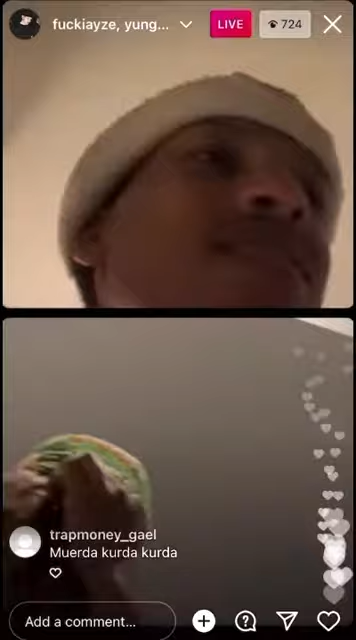 fuckiayze, yung...
LIVE
724
trapmoney_gael
Muerda kurda kurda
Add a comment...